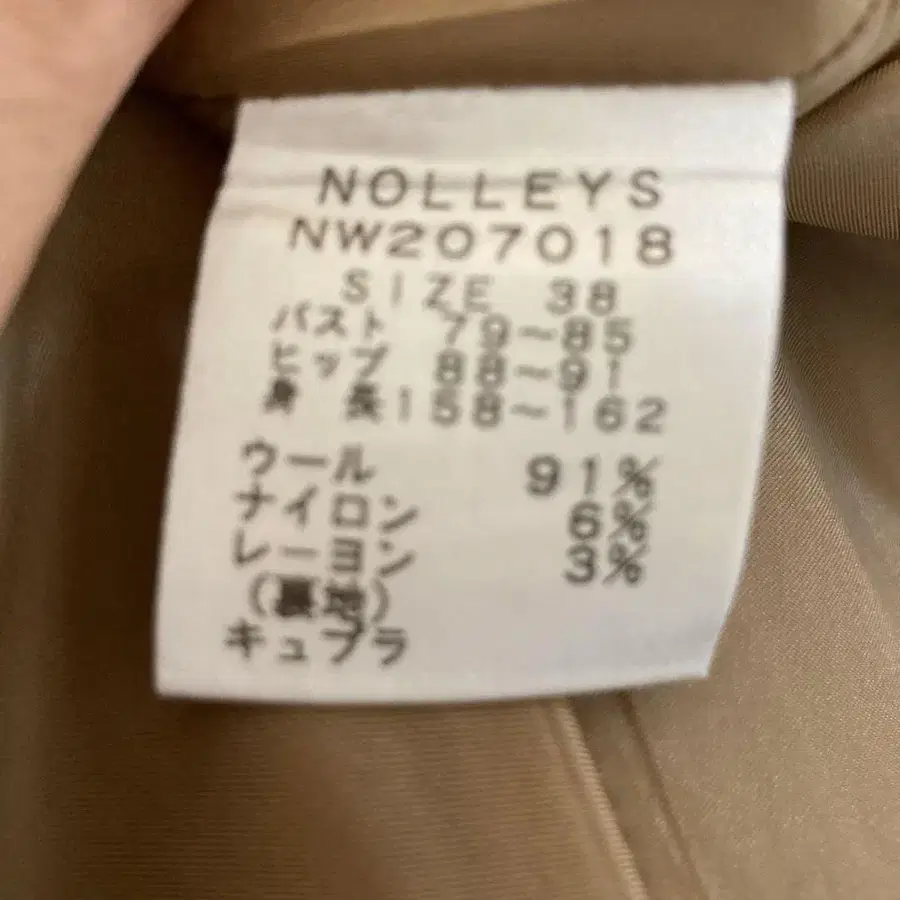 NOLLEYS
NW207018
SIZE 38
バスト 79~85
ヒップ 88~91
身 長158~162
ウール 91%
ナイロン 6%
レーヨン 3%
(裏地)
キュプラ